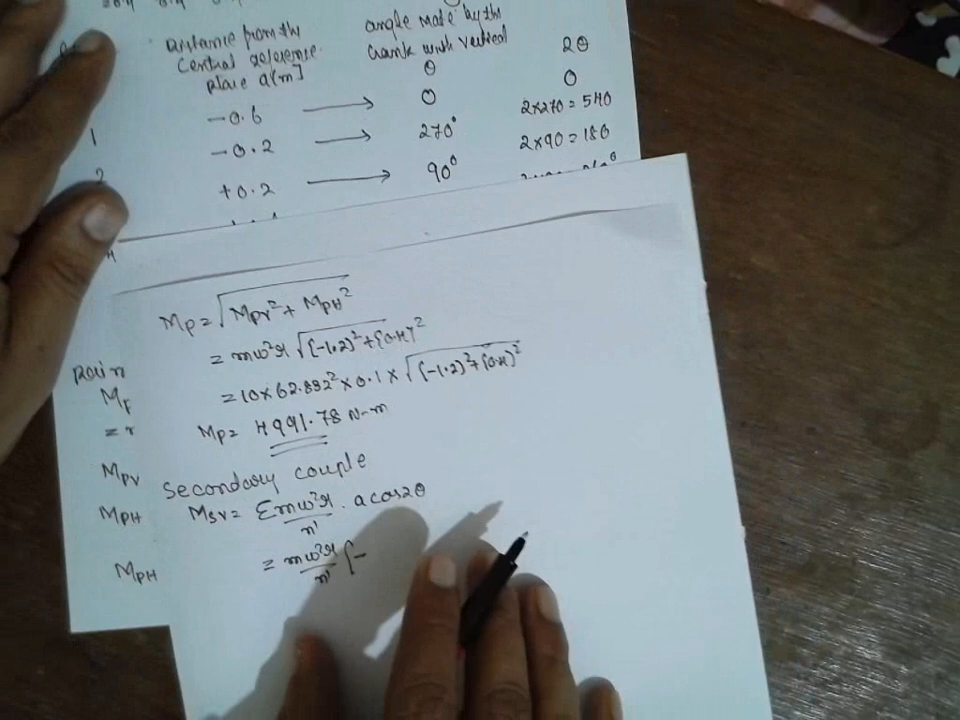 Distance from the
central reference
plane a(m)
angle made by the
crank with vertical
θ
2θ
-0.6 → 0 0
1 -0.2 → 270° 2×270=540
2 +0.2 → 90° 2×90=180
Mp = √Mpv² + MpH²
= mω²r √(-1.2)²+(0.4)²
= 10×62.832²×0.1×√(-1.2)²+(0.4)²
Mp = 4991.78 N-m
Secondary couple
Msv = Σmω²r/n' . a cos2θ
= mω²r/n' [-
= r
Mpv
MpH
MpH